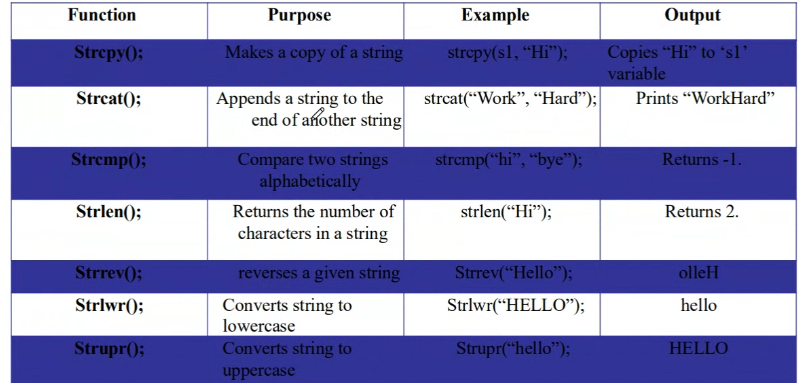 Function Purpose Example Output
Strcpy(); Makes a copy of a string strcpy(s1, “Hi”); Copies “Hi” to ‘s1’
variable
Strcat(); Appends a string to the strcat(“Work”, “Hard”); Prints “WorkHard”
end of another string
Strcmp(); Compare two strings strcmp(“hi”, “bye”); Returns -1.
alphabetically
Strlen(); Returns the number of strlen(“Hi”); Returns 2.
characters in a string
Strrev(); reverses a given string Strrev(“Hello”); olleH
Strlwr(); Converts string to Strlwr(“HELLO”); hello
lowercase
Strupr(); Converts string to Strupr(“hello”); HELLO
uppercase